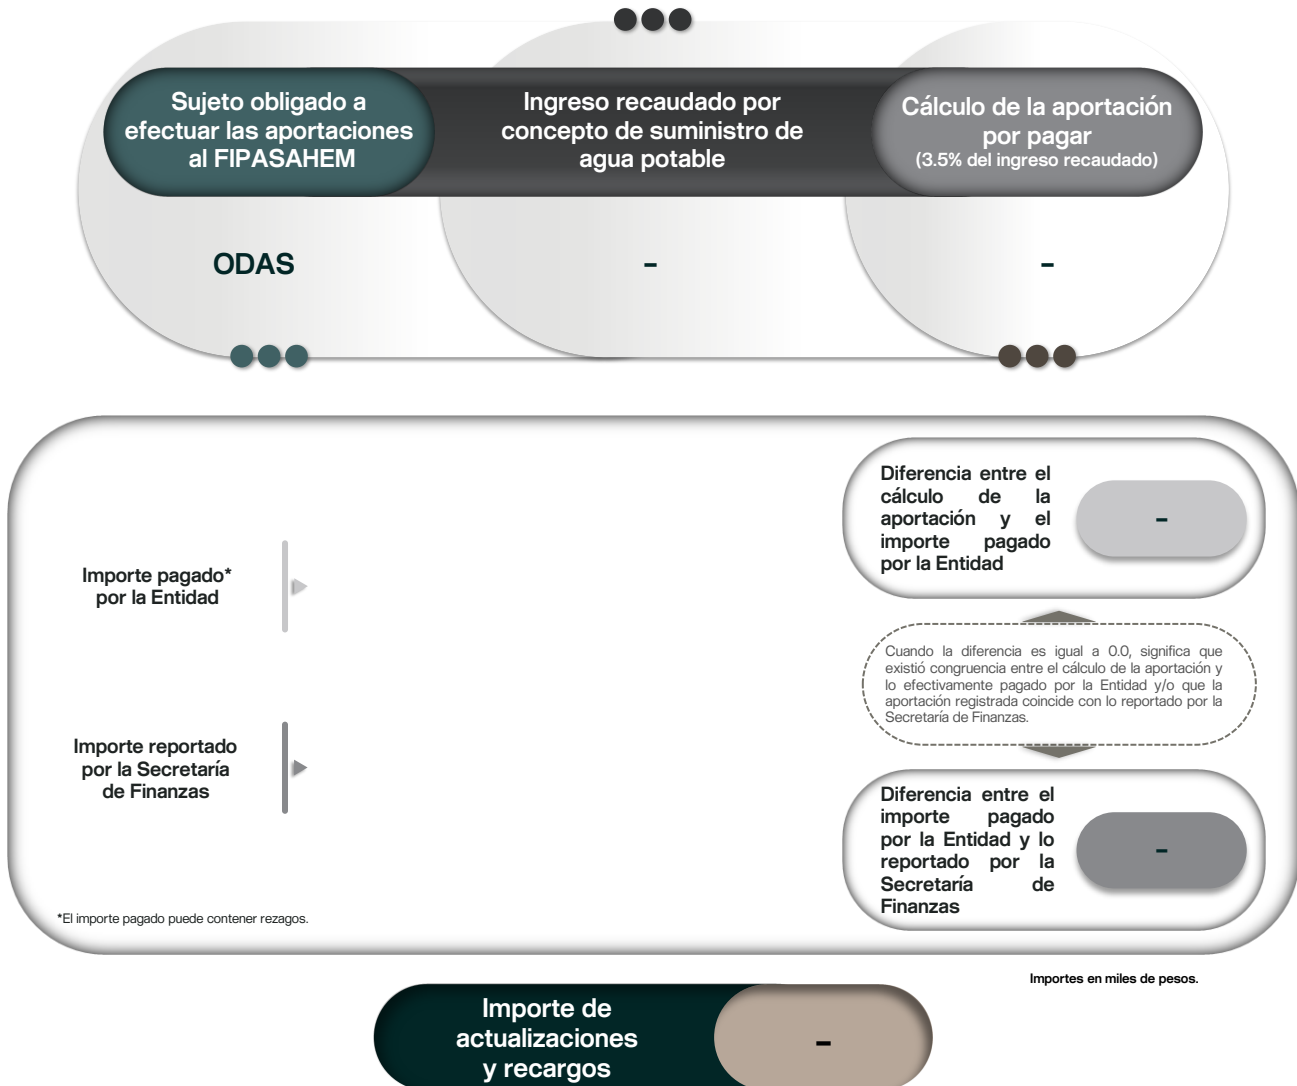 Sujeto obligado a
efectuar las aportaciones
al FIPASAHEM
Ingreso recaudado por
concepto de suministro de
agua potable
Cálculo de la aportación
por pagar
(3.5% del ingreso recaudado)
ODAS
-
-
Importe pagado*
por la Entidad
Importe reportado
por la Secretaría
de Finanzas
*El importe pagado puede contener rezagos.
Diferencia entre el
cálculo de la
aportación y el
importe pagado
por la Entidad
-
Cuando la diferencia es igual a 0.0, significa que
existió congruencia entre el cálculo de la aportación y
lo efectivamente pagado por la Entidad y/o que la
aportación registrada coincide con lo reportado por la
Secretaría de Finanzas.
Diferencia entre el
importe pagado
por la Entidad y lo
reportado por la
Secretaría de
Finanzas
-
Importes en miles de pesos.
Importe de
actualizaciones
y recargos
-